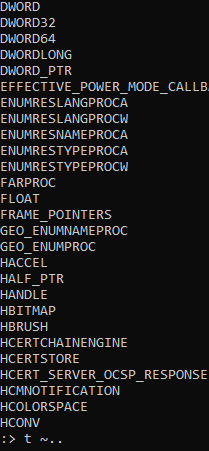 DWORD
DWORD32
DWORD64
DWORDLONG
DWORD_PTR
EFFECTIVE_POWER_MODE_CALLB
ENUMRESLANGPROCA
ENUMRESLANGPROCW
ENUMRESNAMEPROCA
ENUMRESTYPEPROCA
ENUMRESTYPEPROCW
FARPROC
FLOAT
FRAME_POINTERS
GEO_ENUMNAMEPROC
GEO_ENUMPROC
HACCEL
HALF_PTR
HANDLE
HBITMAP
HBRUSH
HCERTCHAINENGINE
HCERTSTORE
HCERT_SERVER_OCSP_RESPONSE
HCMNOTIFICATION
HCOLORSPACE
HCONV
:> t ~..